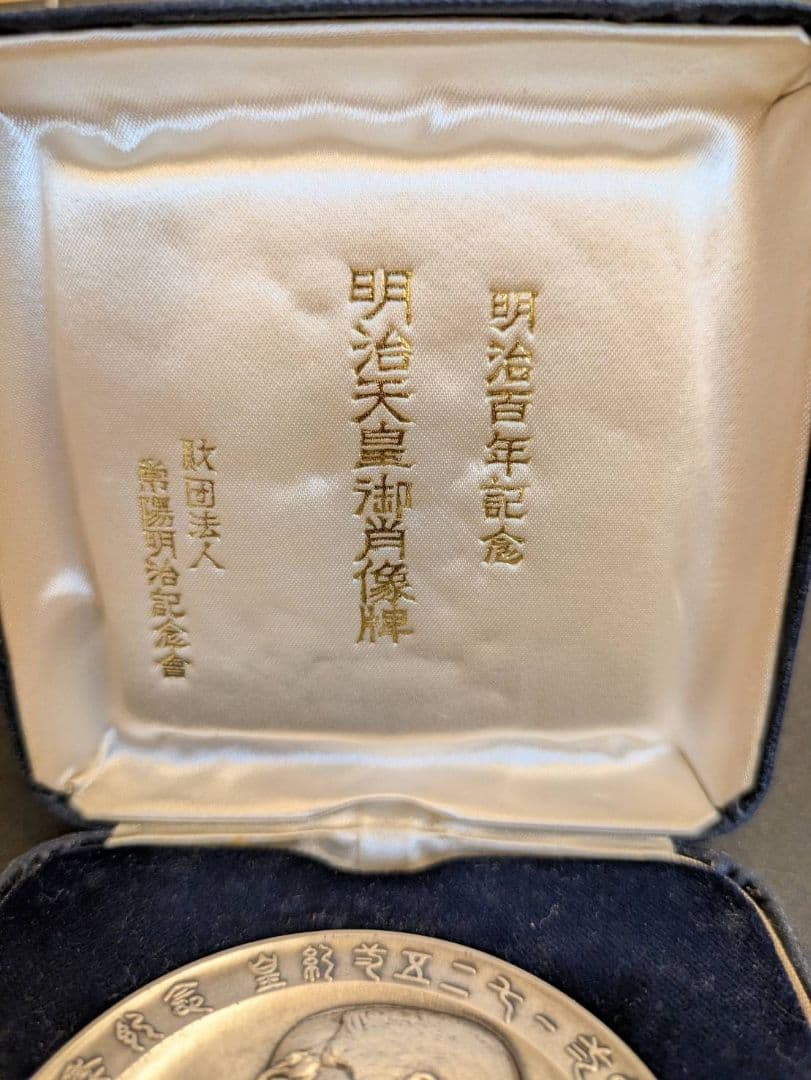 明治百年記念
明治天皇御肖像牌
財団法人
常陽明治記念會